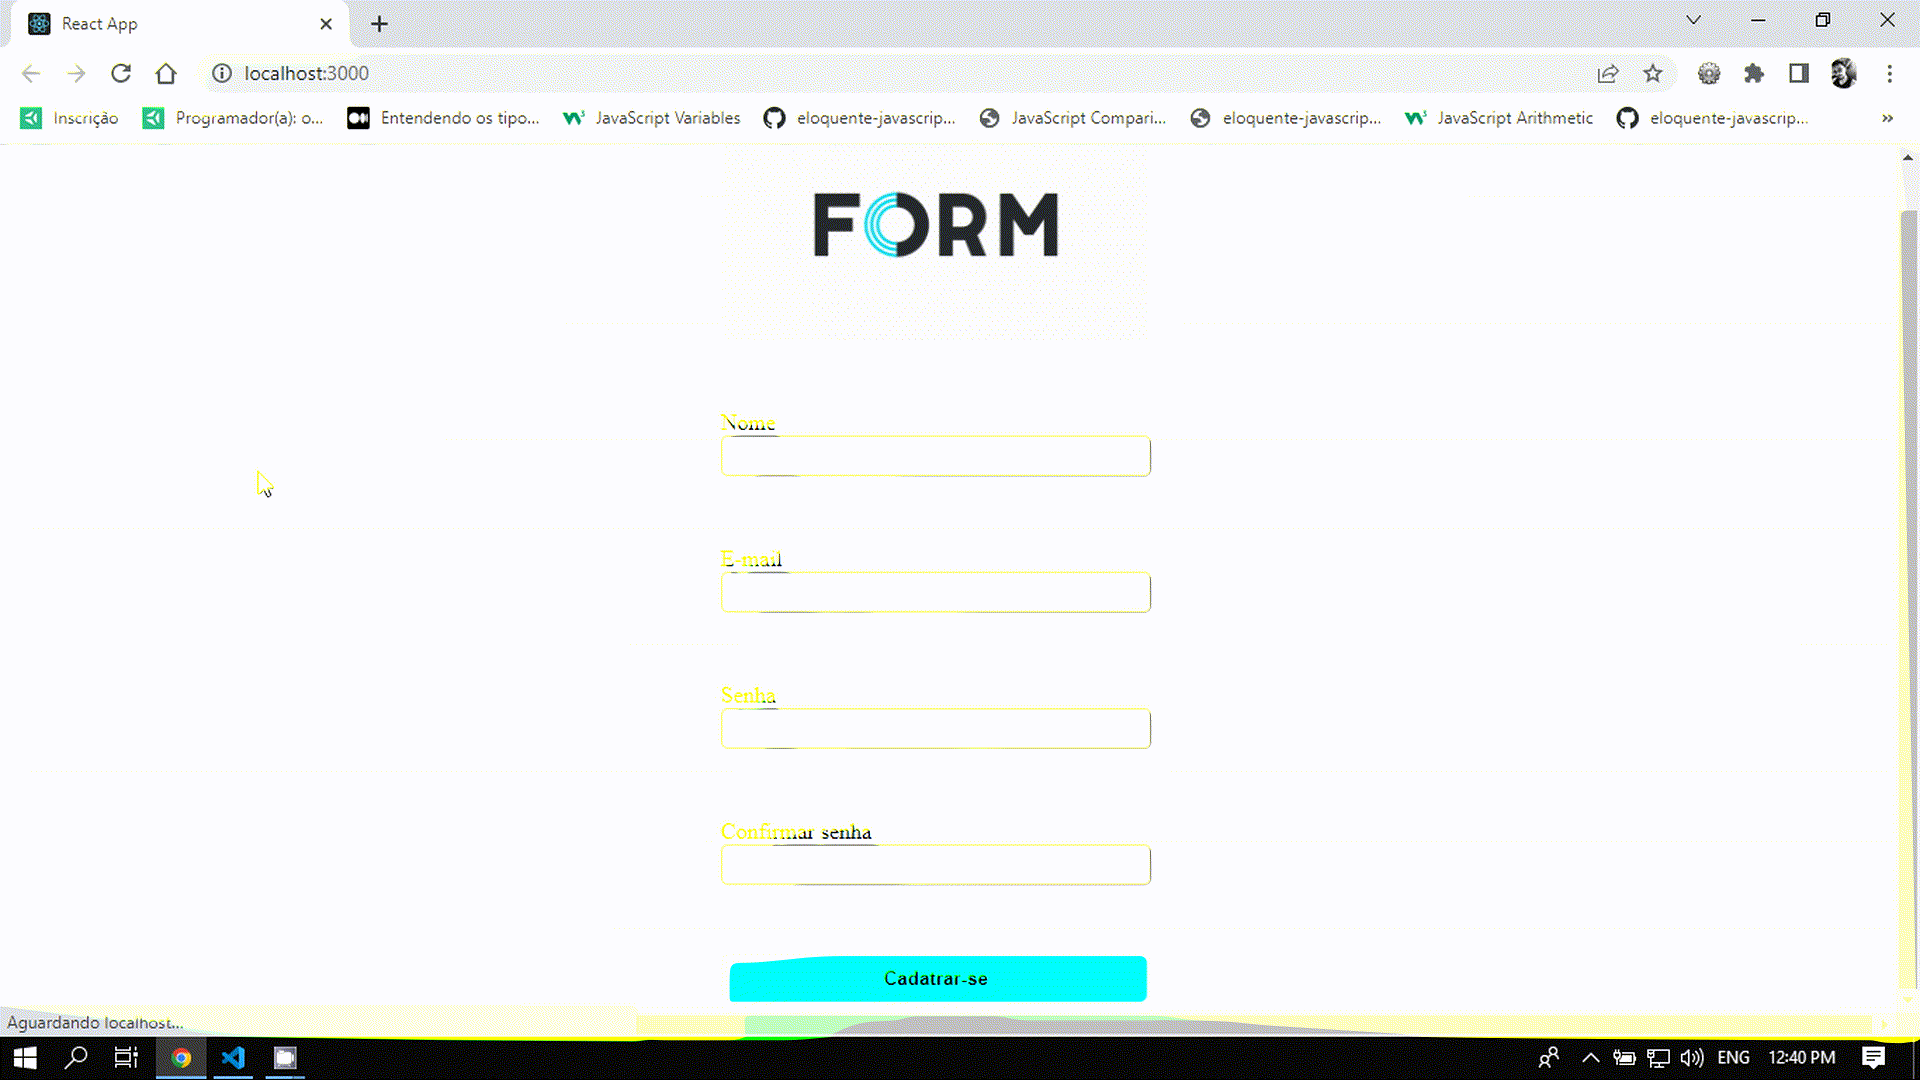 React App
localhost:3000
Inscrição
Programador(a): o...
Entendendo os tipo...
JavaScript Variables
eloquente-javascrip...
JavaScript Compari...
eloquente-javascrip...
JavaScript Arithmetic
eloquente-javascrip...
FORM
Nome
E-mail
Senha
Confirmar senha
Cadatrar-se
Aguardando localhost...
ENG
12:40 PM